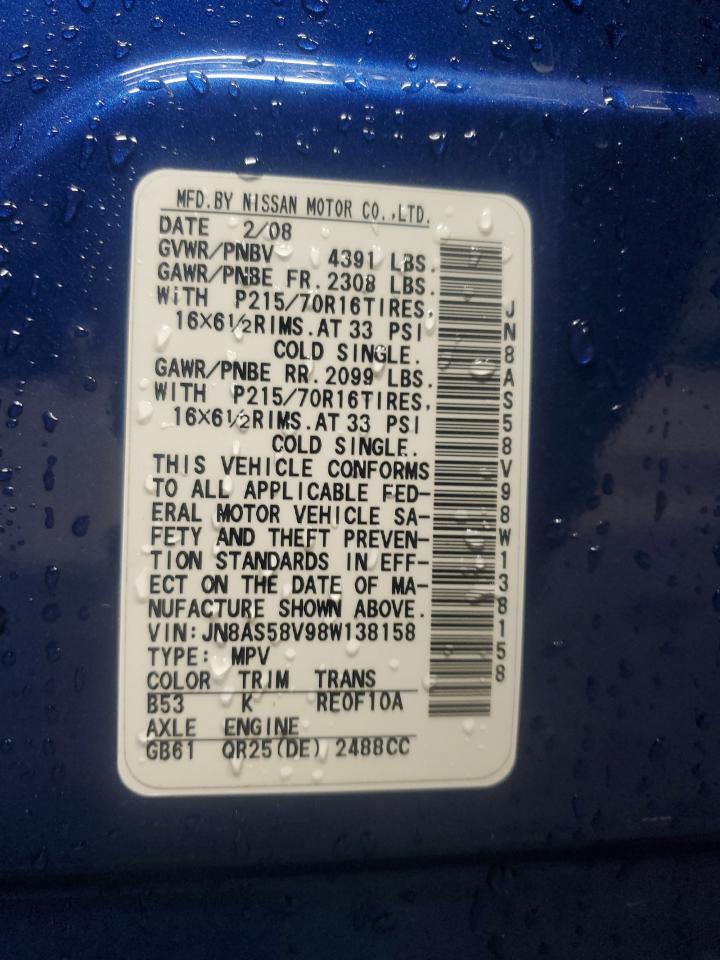 MFD.BY NISSAN MOTOR CO.,LTD.
DATE 2/08
GVWR/PNBV 4391 LBS.
GAWR/PNBE FR.2308 LBS.
WiTH P215/70R16TIRES,
16X6½RIMS.AT 33 PSI
COLD SINGLE.
GAWR/PNBE RR.2099 LBS.
WITH P215/70R16TIRES,
16X6½RIMS.AT 33 PSI
COLD SINGLE.
THIS VEHICLE CONFORMS
TO ALL APPLICABLE FED-
ERAL MOTOR VEHICLE SA-
FETY AND THEFT PREVEN-
TION STANDARDS IN EFF-
ECT ON THE DATE OF MA-
NUFACTURE SHOWN ABOVE.
VIN:JN8AS58V98W138158
TYPE: MPV
COLOR TRIM TRANS
B53 K RE0F10A
AXLE ENGINE
GB61 QR25(DE) 2488CC
JN8AS58V98W138158